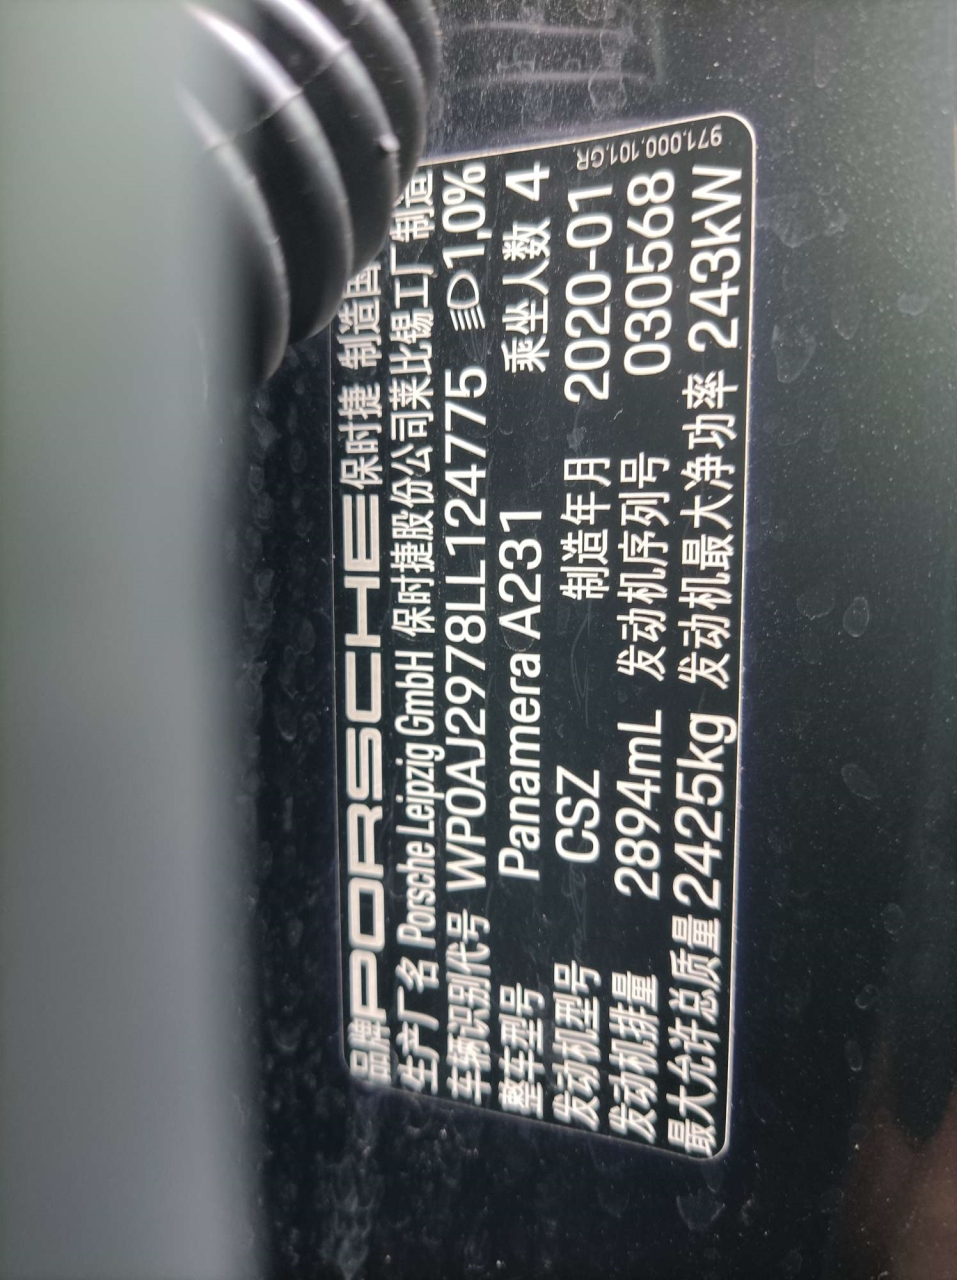 品牌 PORSCHE 保时捷 制造国
生产厂名 Porsche Leipzig GmbH 保时捷股份公司莱比锡工厂 制造
车辆识别代号 WP0AJ2978LL124775 1,0%
整车型号 Panamera A231 乘坐人数 4
发动机型号 CSZ 制造年月 2020-01
发动机排量 2894mL 发动机序列号 030568
最大允许总质量 2425kg 发动机最大净功率 243kW
971.000.101.GR